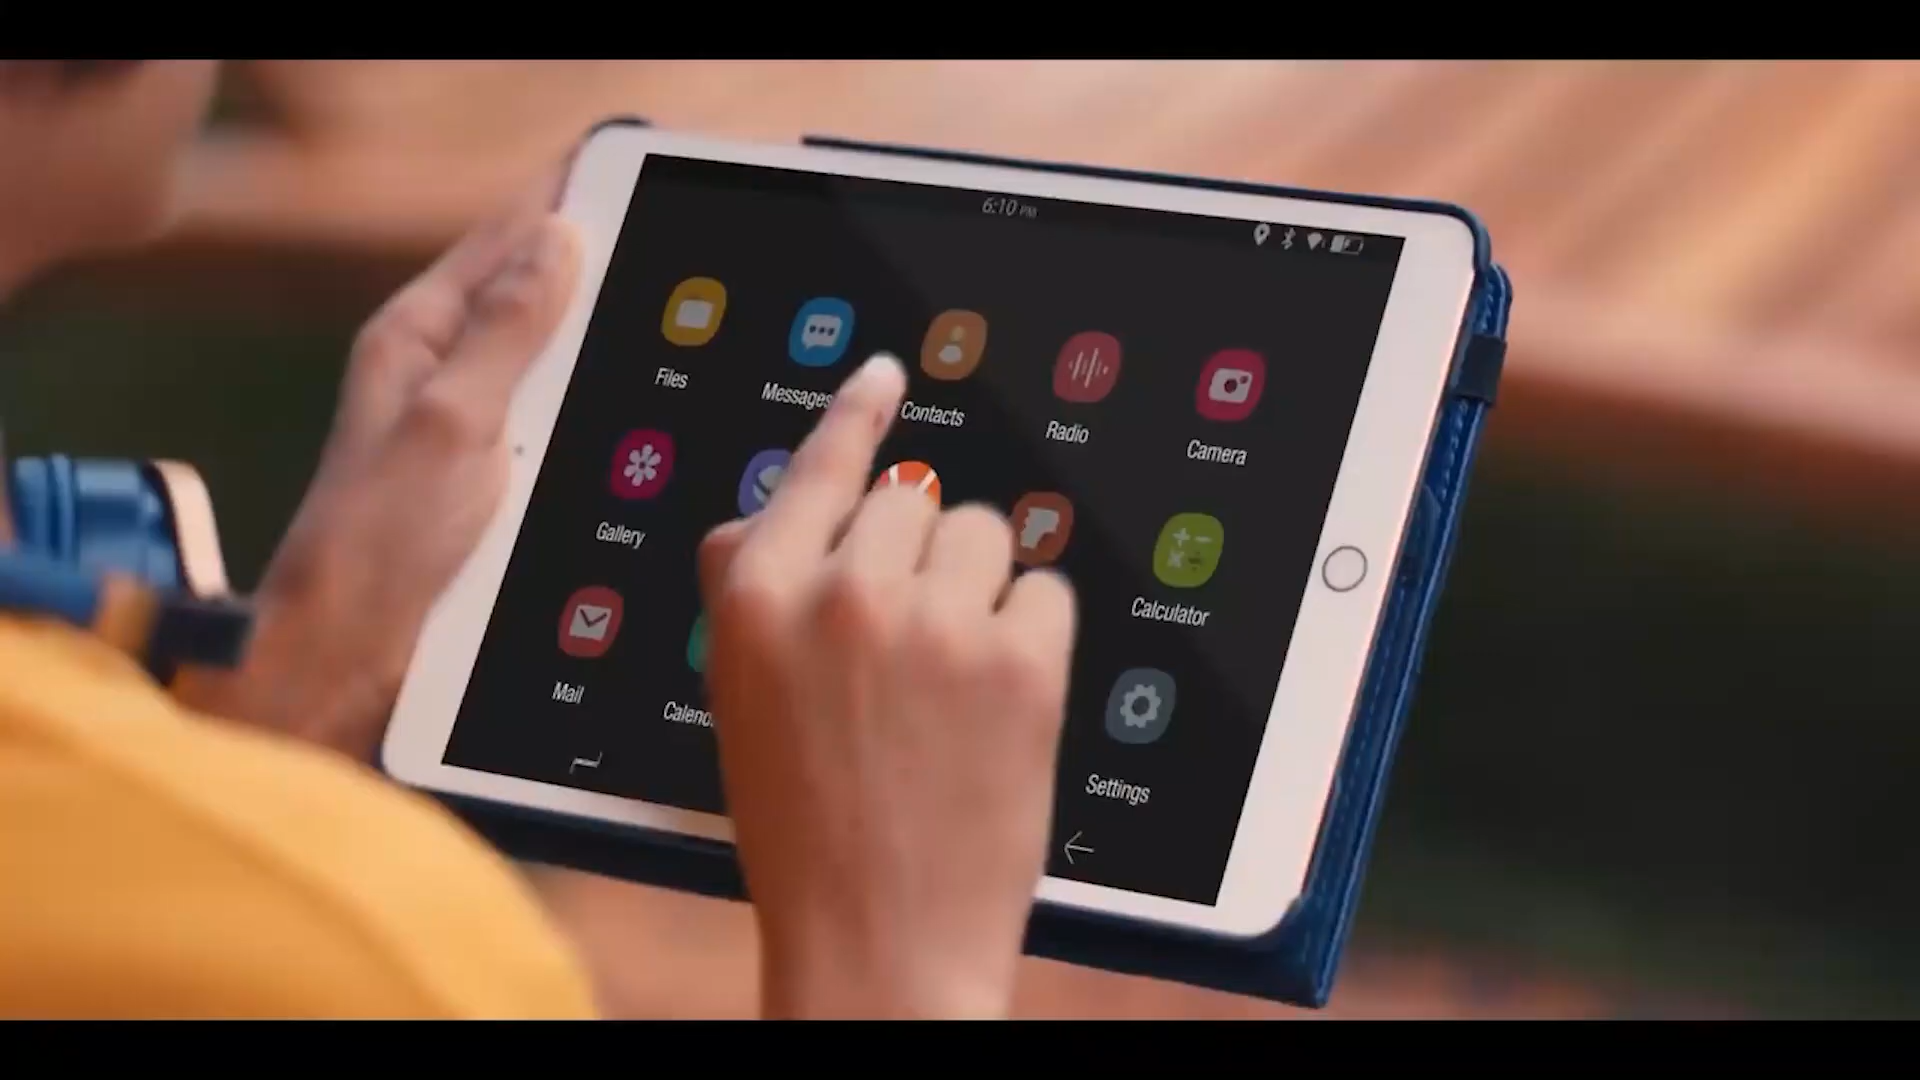 6:10 PM
Files
Messages
Contacts
Radio
Camera
Gallery
Calculator
Mail
Settings